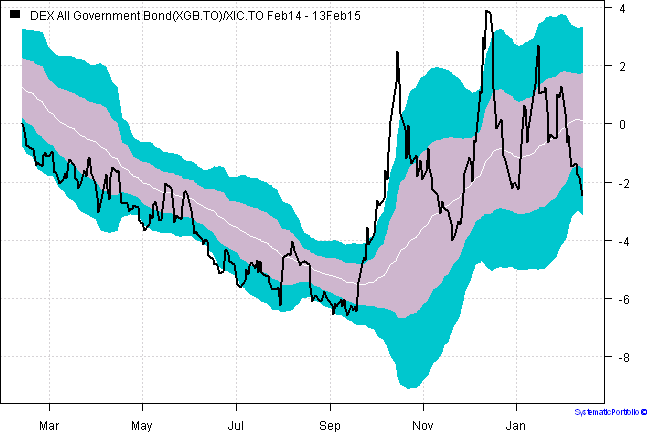 DEX All Government Bond(XGB.TO)/XIC.TO Feb14 - 13Feb15
4
2
0
-2
-4
-6
-8
Mar May Jul Sep Nov Jan
SystematicPortfolio ©